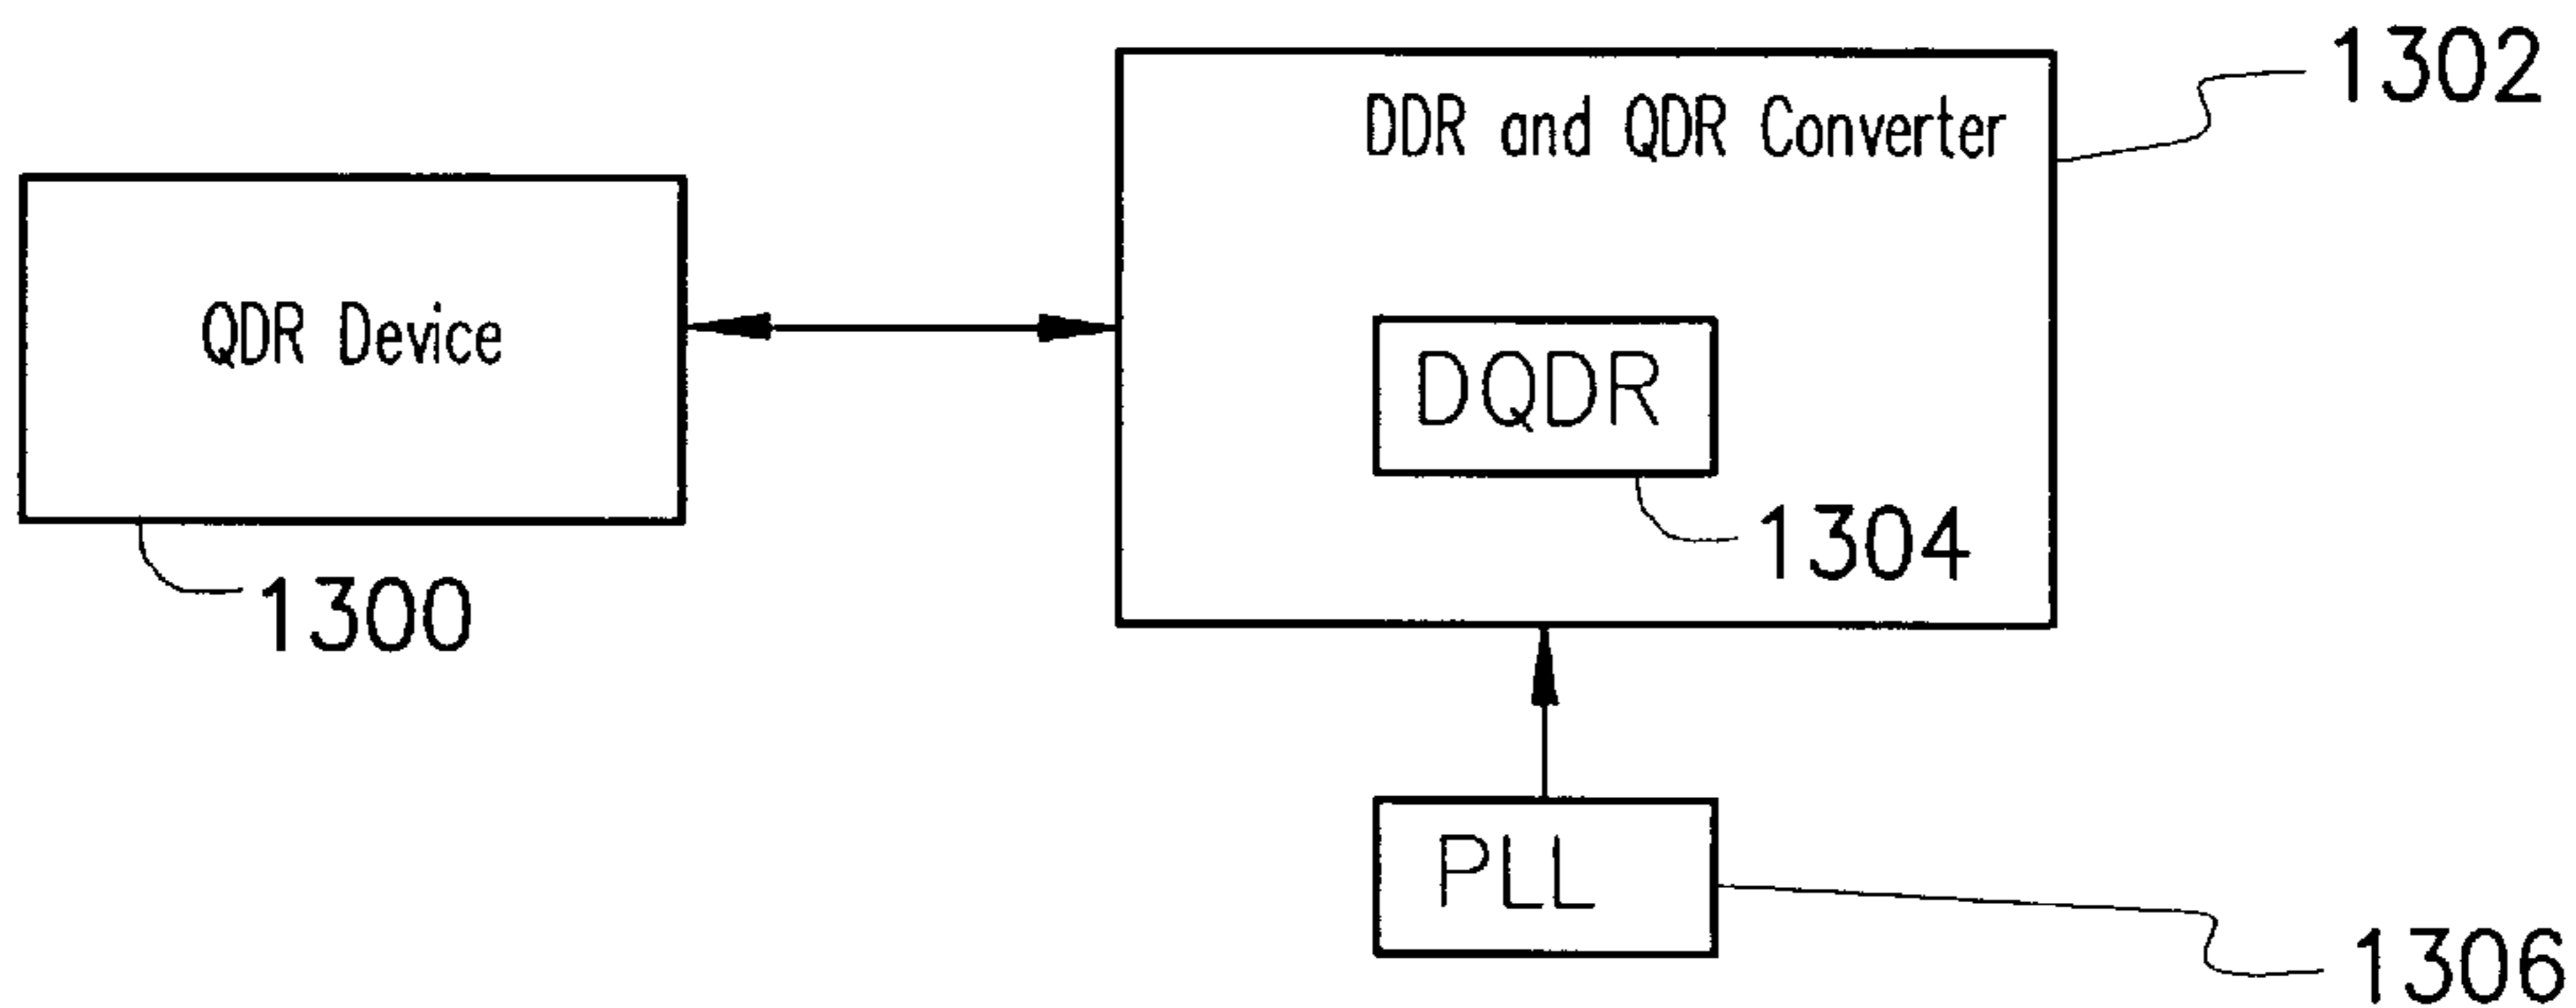 1302
DDR and QDR Converter
QDR Device
DQDR
1304
1300
PLL
1306